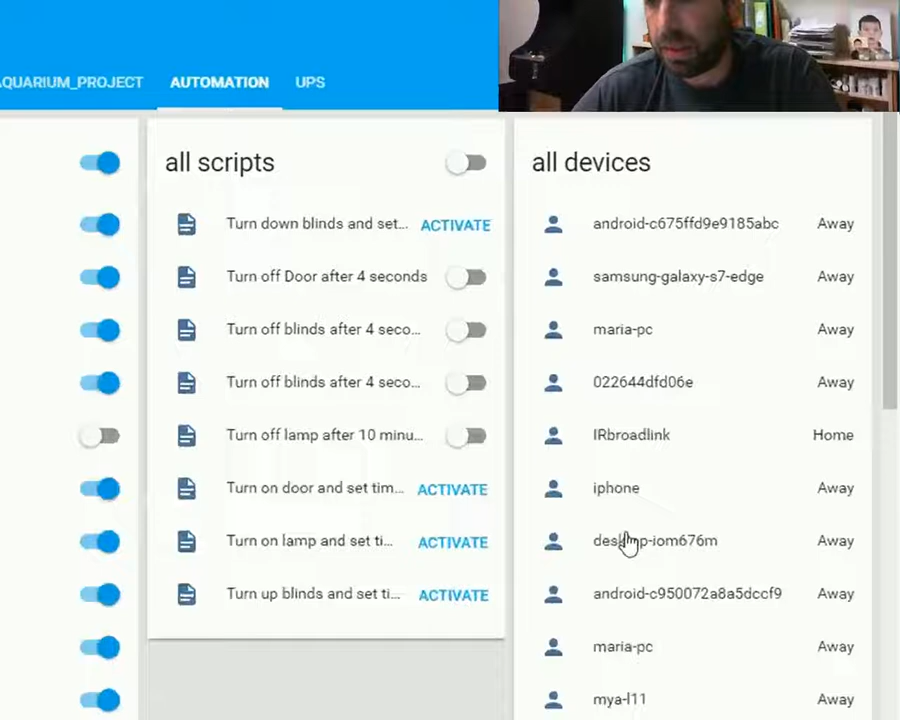 AQUARIUM_PROJECT AUTOMATION UPS
all scripts
Turn down blinds and set... ACTIVATE
Turn off Door after 4 seconds
Turn off blinds after 4 seco...
Turn off blinds after 4 seco...
Turn off lamp after 10 minu...
Turn on door and set tim... ACTIVATE
Turn on lamp and set ti... ACTIVATE
Turn up blinds and set ti... ACTIVATE
all devices
android-c675ffd9e9185abc Away
samsung-galaxy-s7-edge Away
maria-pc Away
022644dfd06e Away
IRbroadlink Home
iphone Away
desktop-iom676m Away
android-c950072a8a5dccf9 Away
maria-pc Away
mya-l11 Away